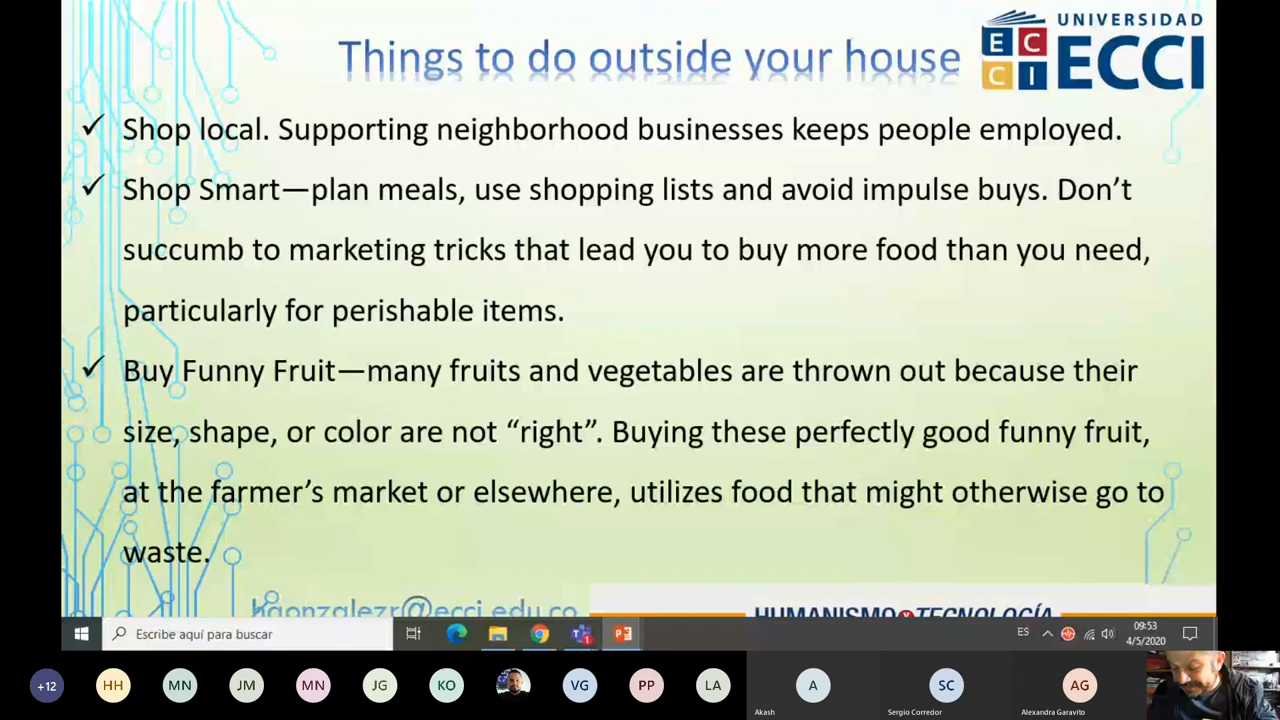 Things to do outside your house
UNIVERSIDAD
EC
CI
ECCI
✓ Shop local. Supporting neighborhood businesses keeps people employed.
✓ Shop Smart—plan meals, use shopping lists and avoid impulse buys. Don’t
succumb to marketing tricks that lead you to buy more food than you need,
particularly for perishable items.
✓ Buy Funny Fruit—many fruits and vegetables are thrown out because their
size, shape, or color are not “right”. Buying these perfectly good funny fruit,
at the farmer’s market or elsewhere, utilizes food that might otherwise go to
waste.
hgonzalezr@ecci.edu.co
HUMANISMO Y TECNOLOGÍA
Escribe aquí para buscar
ES
09:53
4/5/2020
+12
HH
MN
JM
MN
JG
KO
VG
PP
LA
A
SC
AG
Akash
Sergio Corredor
Alexandra Garavito